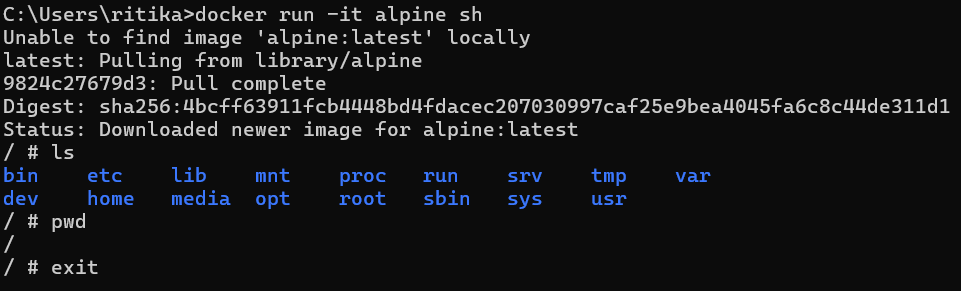 C:\Users\ritika>docker run -it alpine sh
Unable to find image 'alpine:latest' locally
latest: Pulling from library/alpine
9824c27679d3: Pull complete
Digest: sha256:4bcff63911fcb4448bd4fdacec207030997caf25e9bea4045fa6c8c44de311d1
Status: Downloaded newer image for alpine:latest
/ # ls
bin    etc    lib    mnt    proc   run    srv    tmp    var
dev    home   media  opt    root   sbin   sys    usr
/ # pwd
/
/ # exit